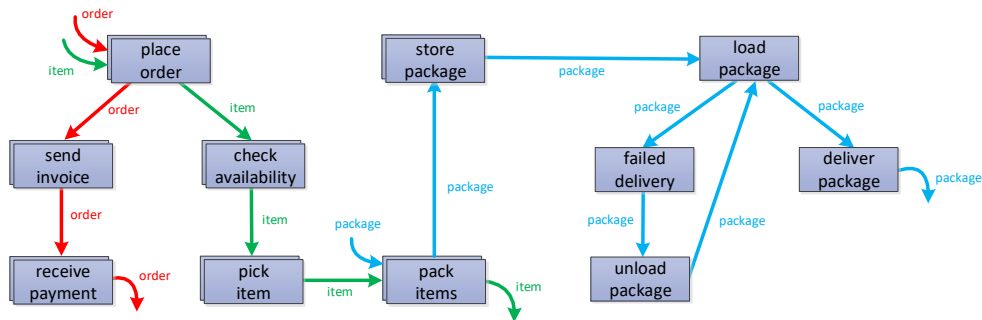 order
item
place
order
order
item
send
invoice
check
availability
order
item
receive
payment
order
pick
item
item
package
pack
items
item
package
store
package
package
load
package
package
package
failed
delivery
deliver
package
package
package
package
unload
package